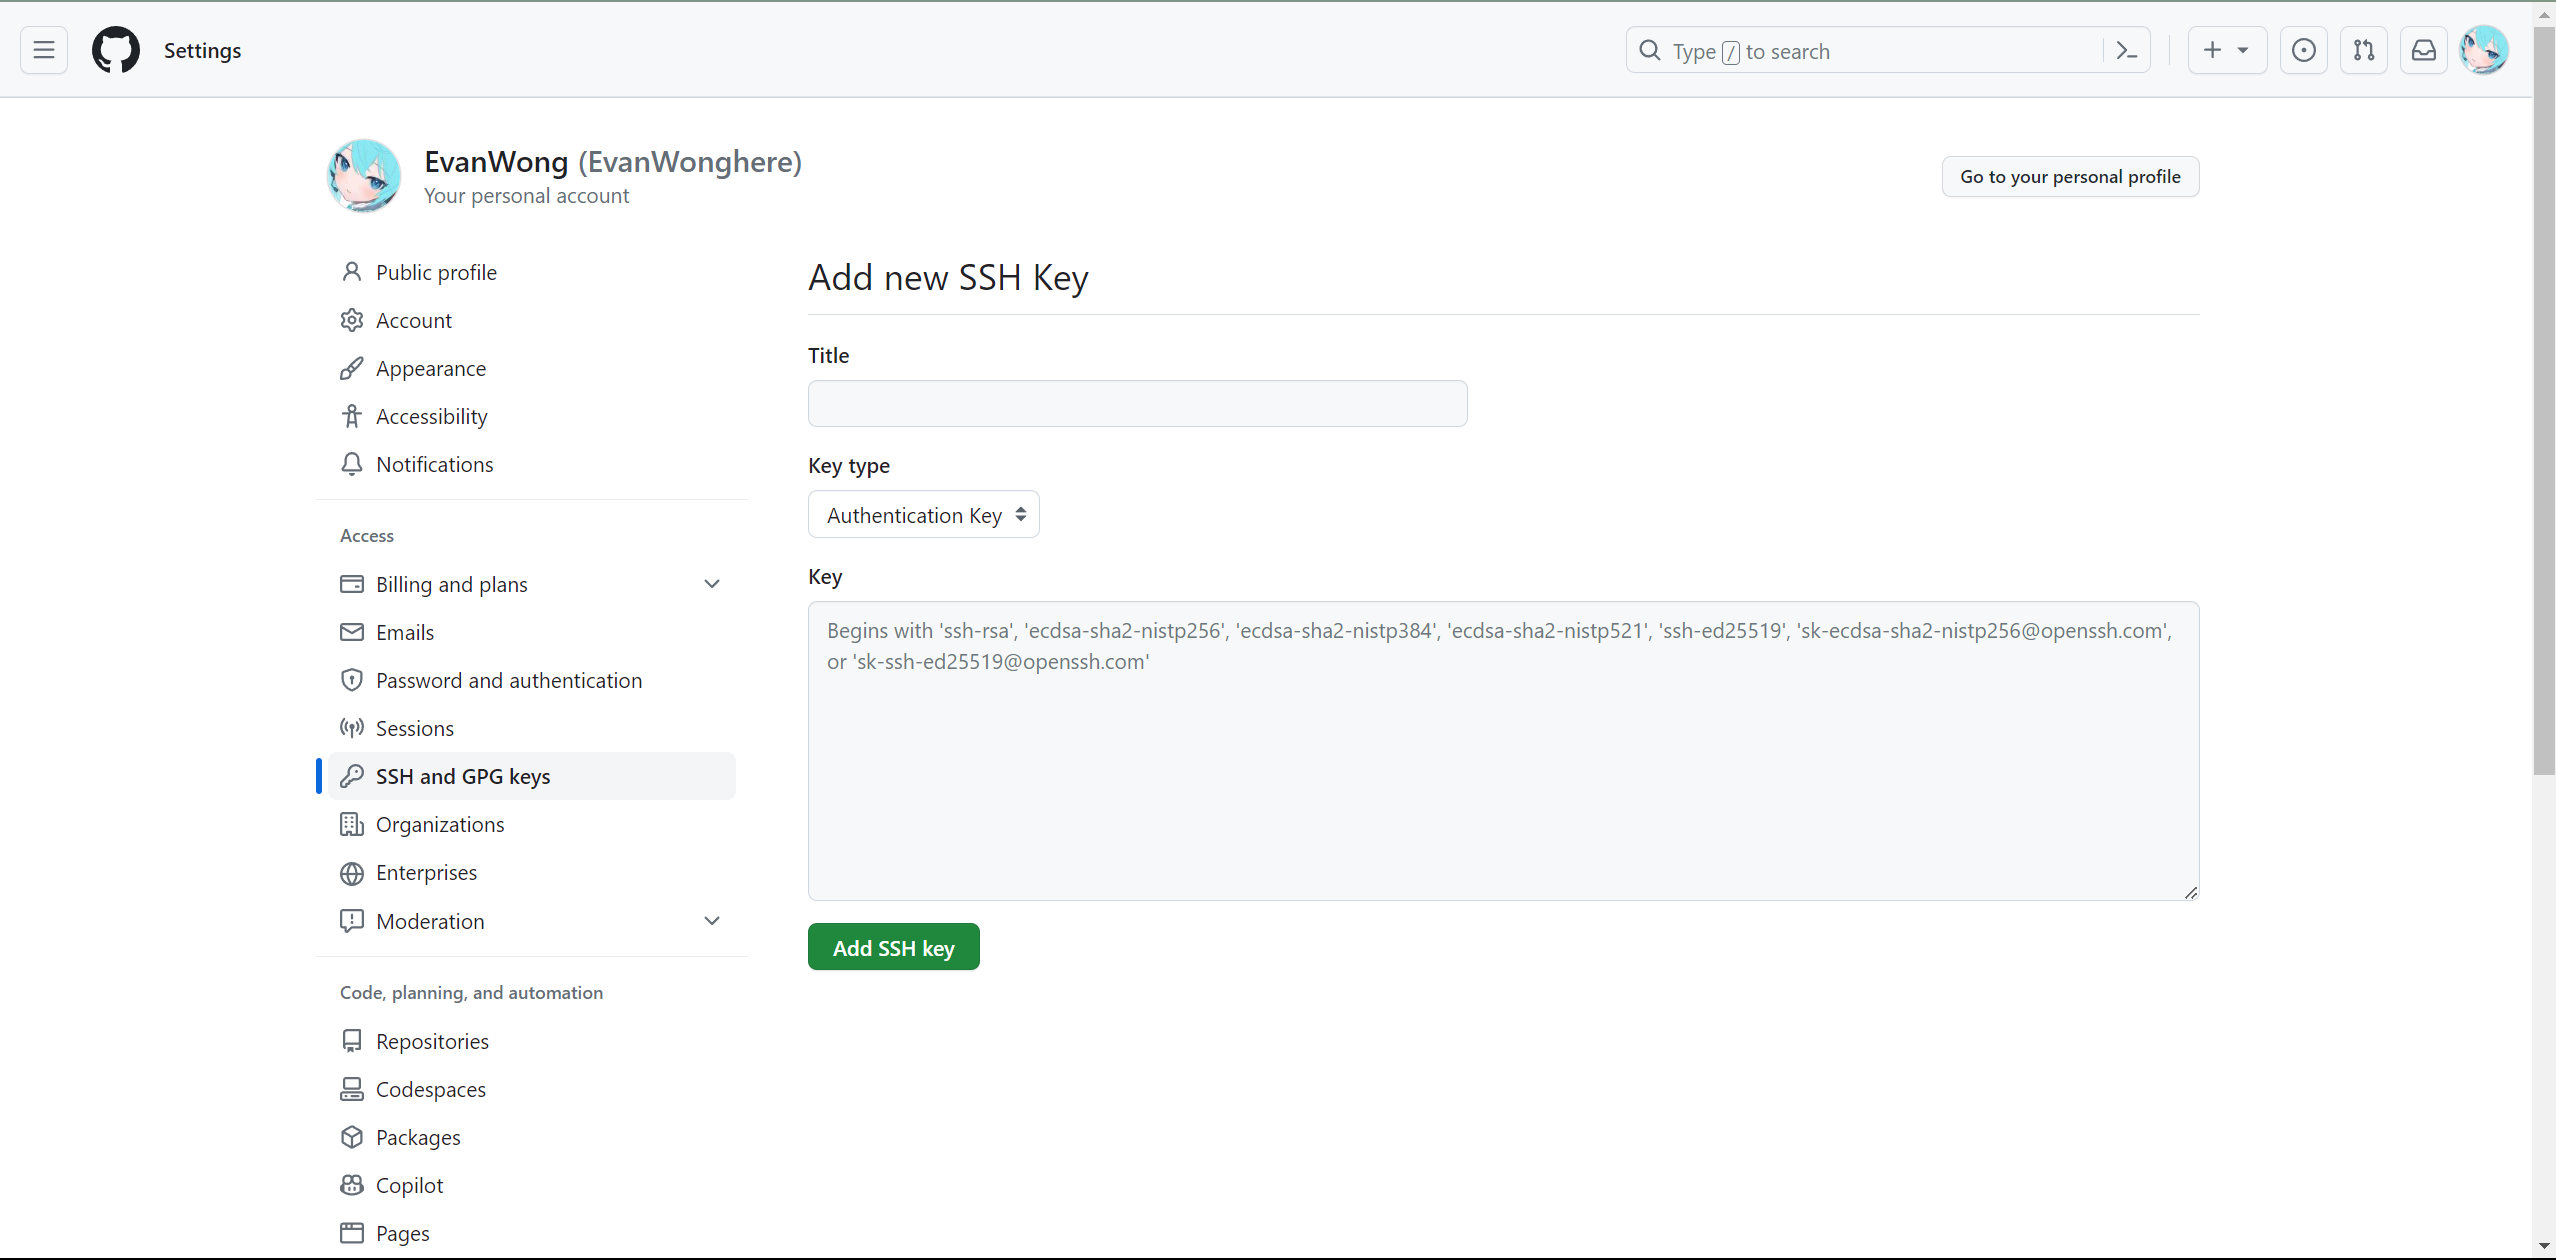 Settings
Type / to search
EvanWong (EvanWonghere)
Your personal account
Go to your personal profile
Public profile
Account
Appearance
Accessibility
Notifications
Access
Billing and plans
Emails
Password and authentication
Sessions
SSH and GPG keys
Organizations
Enterprises
Moderation
Code, planning, and automation
Repositories
Codespaces
Packages
Copilot
Pages
Add new SSH Key
Title
Key type
Authentication Key
Key
Begins with 'ssh-rsa', 'ecdsa-sha2-nistp256', 'ecdsa-sha2-nistp384', 'ecdsa-sha2-nistp521', 'ssh-ed25519', 'sk-ecdsa-sha2-nistp256@openssh.com',
or 'sk-ssh-ed25519@openssh.com'
Add SSH key